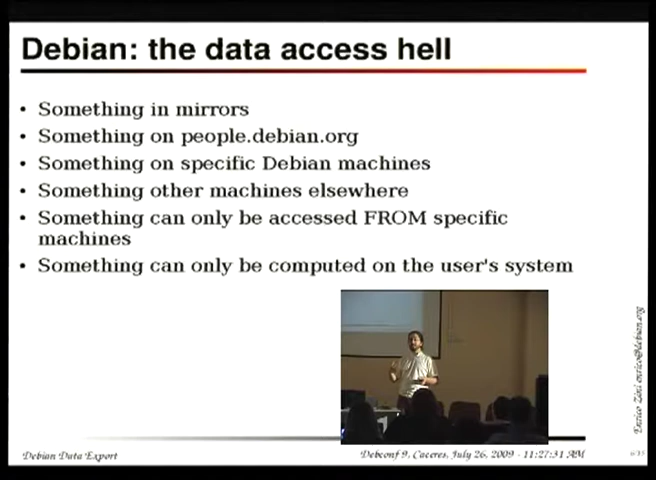 Debian: the data access hell
• Something in mirrors
• Something on people.debian.org
• Something on specific Debian machines
• Something other machines elsewhere
• Something can only be accessed FROM specific
machines
• Something can only be computed on the user's system
Enrico Zini enrico@debian.org
Debian Data Export
Debconf 9, Caceres, July 26, 2009 - 11:27:31 AM